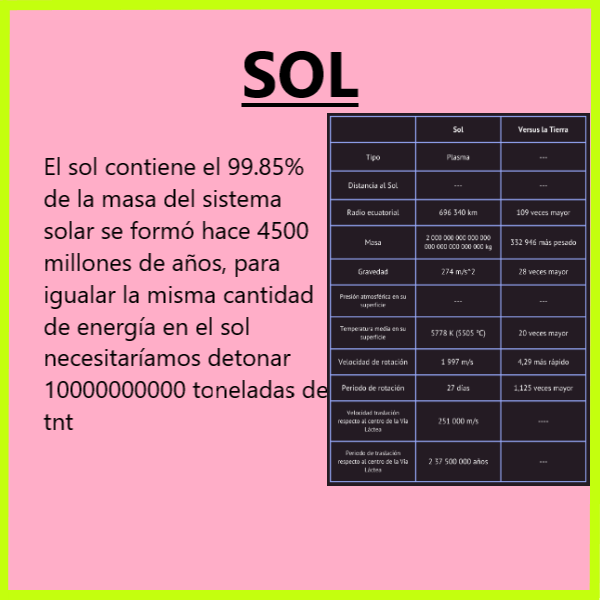 SOL
El sol contiene el 99.85%
de la masa del sistema
solar se formó hace 4500
millones de años, para
igualar la misma cantidad
de energía en el sol
necesitaríamos detonar
10000000000 toneladas de
tnt
Sol Versus la Tierra
Tipo Plasma ---
Distancia al Sol --- ---
Radio ecuatorial 696 340 km 109 veces mayor
Masa 2 000 000 000 000 000
000 000 000 000 000 kg 332 946 más pesado
Gravedad 274 m/s^2 28 veces mayor
Presión atmosférica en su
superficie --- ---
Temperatura media en su
superficie 5778 K (5505 °C) 20 veces mayor
Velocidad de rotación 1 997 m/s 4,29 más rápido
Periodo de rotación 27 días 1,125 veces mayor
Velocidad traslación
respecto al centro de la Vía
Láctea 251 000 m/s ----
Periodo de traslación
respecto al centro de la Vía
Láctea 2 37 500 000 años ---